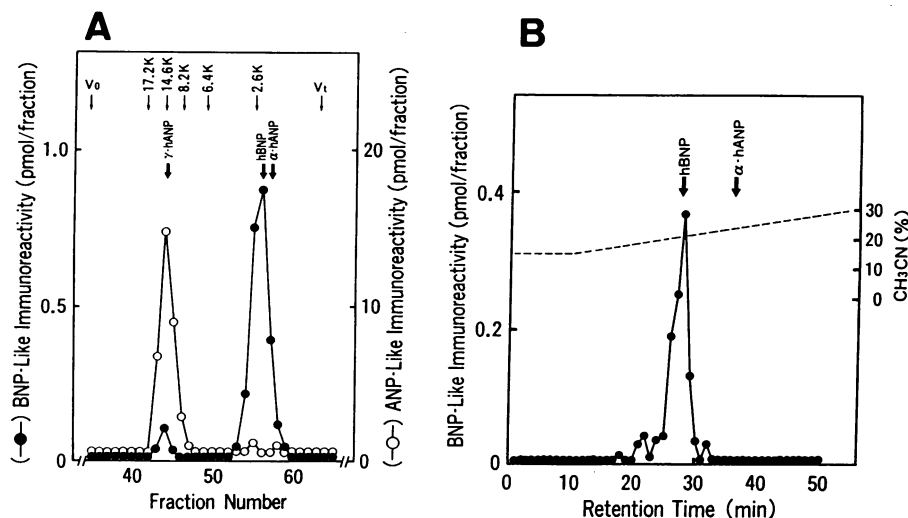 A
BNP-Like Immunoreactivity (pmol/fraction)
1.0
0.5
0
V0
17.2K
14.6K
8.2K
6.4K
2.6K
Vt
γ-hANP
hBNP
α-hANP
20
10
0
ANP-Like Immunoreactivity (pmol/fraction)
40 50 60
Fraction Number
B
BNP-Like Immunoreactivity (pmol/fraction)
0.4
0.2
0
hBNP
α-hANP
30
20
10
0
CH3CN (%)
0 10 20 30 40 50
Retention Time (min)